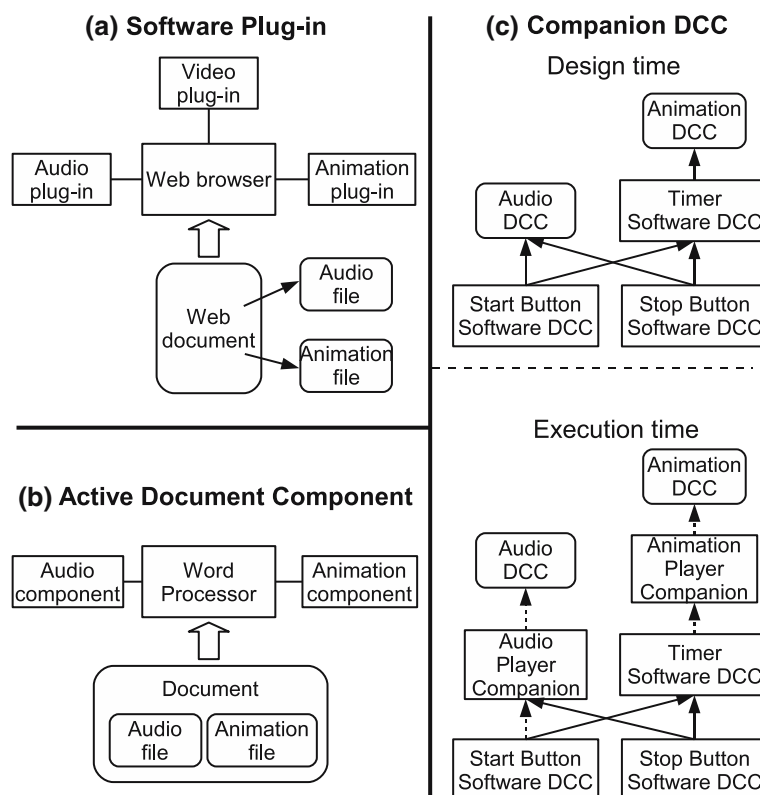 (a) Software Plug-in
Video
plug-in
Audio
plug-in
Web browser
Animation
plug-in
Web
document
Audio
file
Animation
file
(b) Active Document Component
Audio
component
Word
Processor
Animation
component
Document
Audio
file
Animation
file
(c) Companion DCC
Design time
Animation
DCC
Audio
DCC
Timer
Software DCC
Start Button
Software DCC
Stop Button
Software DCC
Execution time
Animation
DCC
Audio
DCC
Animation
Player
Companion
Audio
Player
Companion
Timer
Software DCC
Start Button
Software DCC
Stop Button
Software DCC